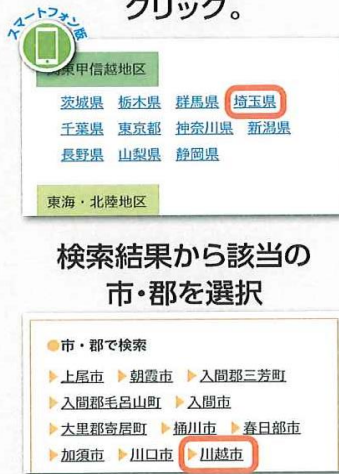 クリック。
スマートフォン版
関東甲信越地区
茨城県 栃木県 群馬県 埼玉県
千葉県 東京都 神奈川県 新潟県
長野県 山梨県 静岡県
東海・北陸地区
検索結果から該当の
市・郡を選択
●市・郡で検索
▶上尾市 ▶朝霞市 ▶入間郡三芳町
▶入間郡毛呂山町 ▶入間市
▶大里郡寄居町 ▶桶川市 ▶春日部市
▶加須市 ▶川口市 ▶川越市